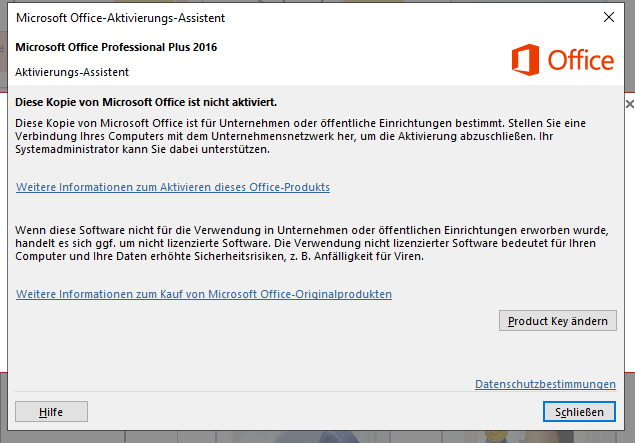 Microsoft Office-Aktivierungs-Assistent
Microsoft Office Professional Plus 2016
Aktivierungs-Assistent
Office
Diese Kopie von Microsoft Office ist nicht aktiviert.
Diese Kopie von Microsoft Office ist für Unternehmen oder öffentliche Einrichtungen bestimmt. Stellen Sie eine
Verbindung Ihres Computers mit dem Unternehmensnetzwerk her, um die Aktivierung abzuschließen. Ihr
Systemadministrator kann Sie dabei unterstützen.
Weitere Informationen zum Aktivieren dieses Office-Produkts
Wenn diese Software nicht für die Verwendung in Unternehmen oder öffentlichen Einrichtungen erworben wurde,
handelt es sich ggf. um nicht lizenzierte Software. Die Verwendung nicht lizenzierter Software bedeutet für Ihren
Computer und Ihre Daten erhöhte Sicherheitsrisiken, z. B. Anfälligkeit für Viren.
Weitere Informationen zum Kauf von Microsoft Office-Originalprodukten
Product Key ändern
Datenschutzbestimmungen
Hilfe
Schließen